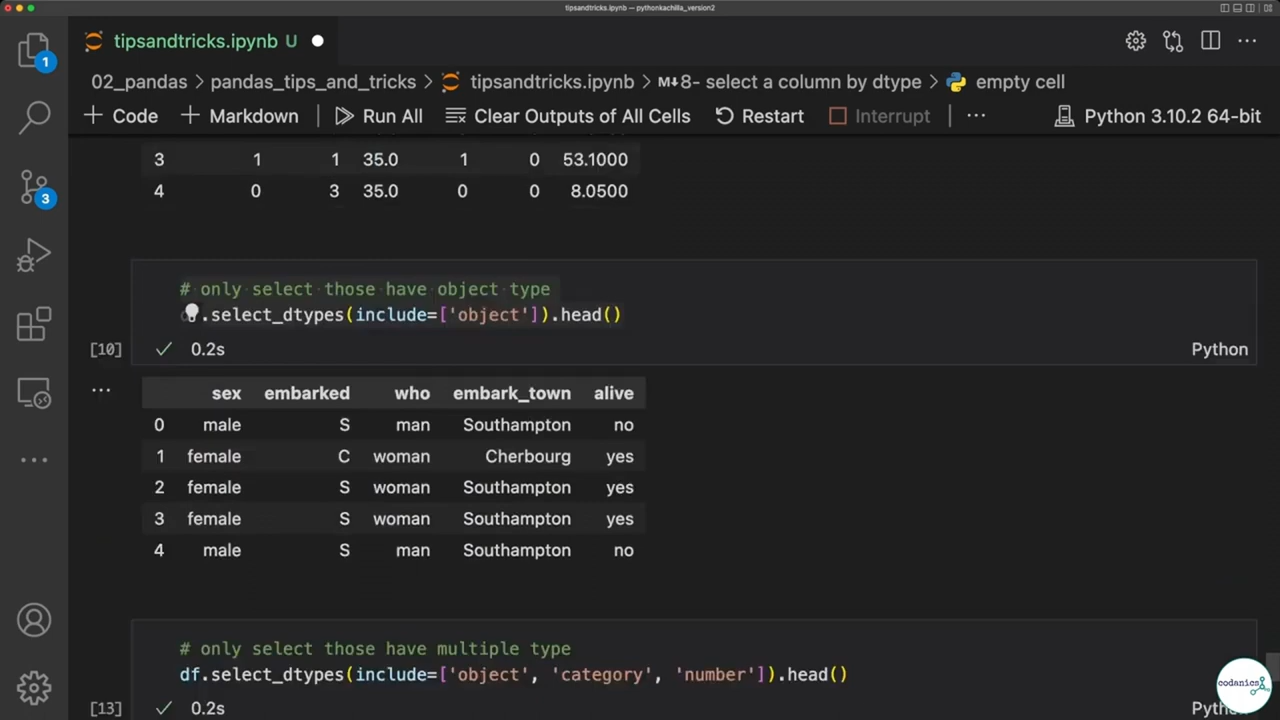 tipsandtricks.ipynb — pythonkachilla_version2
tipsandtricks.ipynb U
02_pandas > pandas_tips_and_tricks > tipsandtricks.ipynb > M↓8- select a column by dtype > empty cell
+ Code + Markdown | Run All Clear Outputs of All Cells Restart Interrupt | ... Python 3.10.2 64-bit
1
3
3 1 1 35.0 1 0 53.1000
4 0 3 35.0 0 0 8.0500
# only select those have object type
.select_dtypes(include=['object']).head()
[10] 0.2s Python
...
sex embarked who embark_town alive
0 male S man Southampton no
1 female C woman Cherbourg yes
2 female S woman Southampton yes
3 female S woman Southampton yes
4 male S man Southampton no
# only select those have multiple type
df.select_dtypes(include=['object', 'category', 'number']).head()
[13] 0.2s
codanics